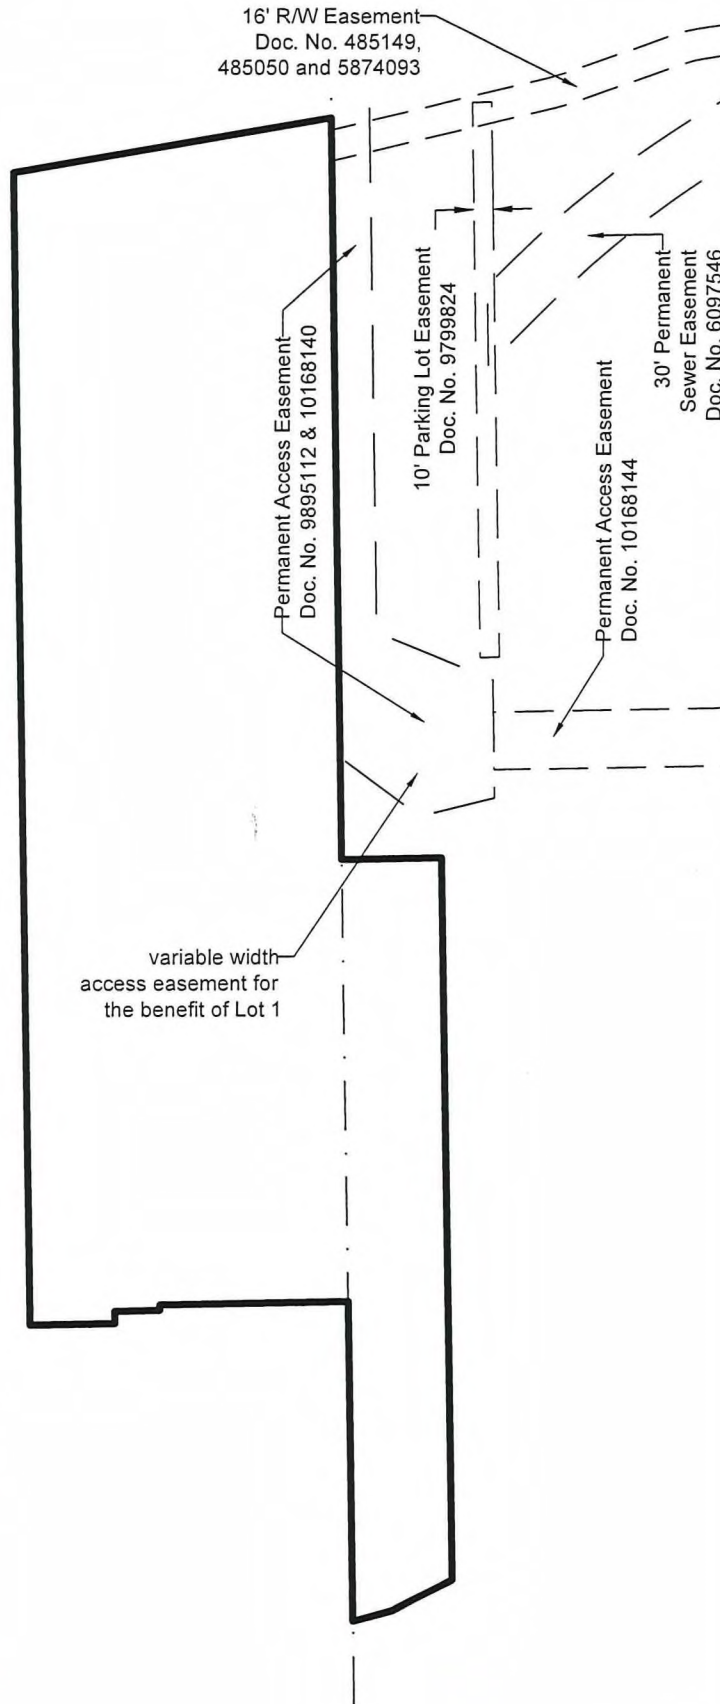 16' R/W Easement
Doc. No. 485149,
485050 and 5874093
Permanent Access Easement
Doc. No. 9895112 & 10168140
10' Parking Lot Easement
Doc. No. 9799824
30' Permanent
Sewer Easement
Doc. No. 6097546
Permanent Access Easement
Doc. No. 10168144
variable width
access easement for
the benefit of Lot 1